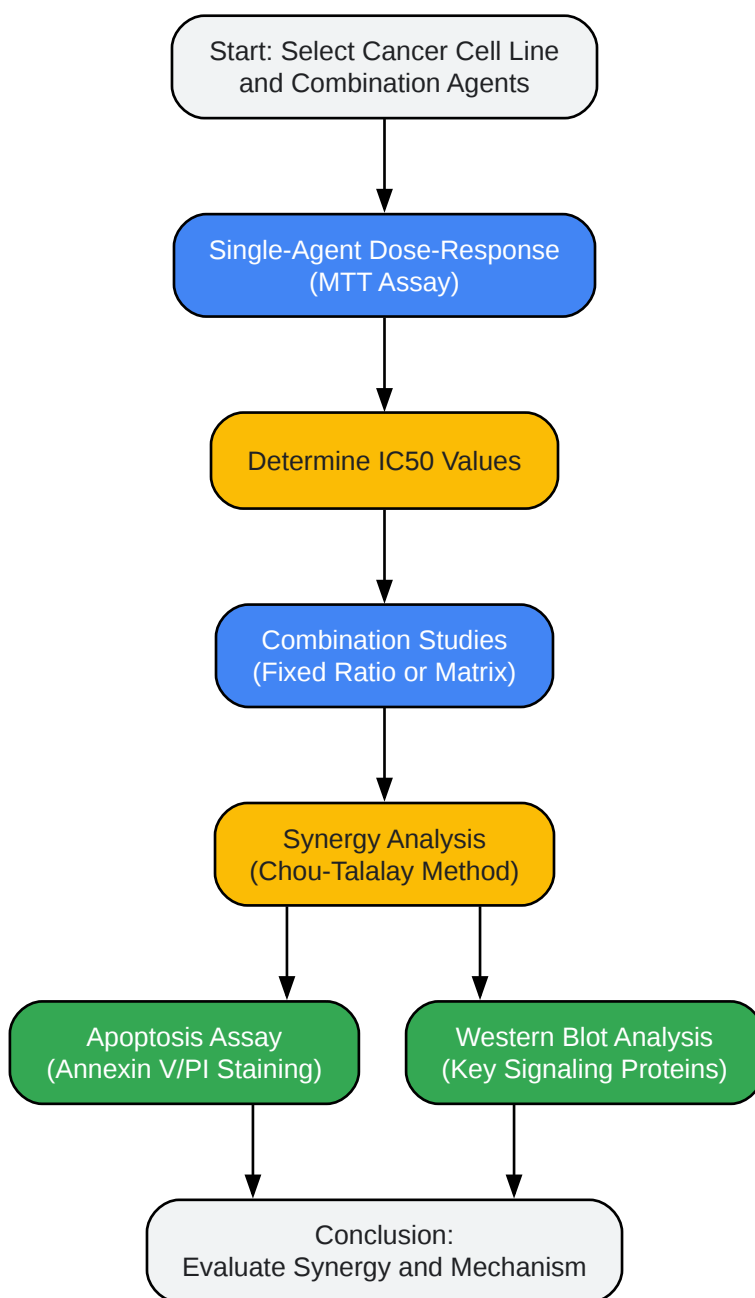 Start: Select Cancer Cell Line
and Combination Agents
Single-Agent Dose-Response
(MTT Assay)
Determine IC50 Values
Combination Studies
(Fixed Ratio or Matrix)
Synergy Analysis
(Chou-Talalay Method)
Apoptosis Assay
(Annexin V/PI Staining)
Western Blot Analysis
(Key Signaling Proteins)
Conclusion:
Evaluate Synergy and Mechanism